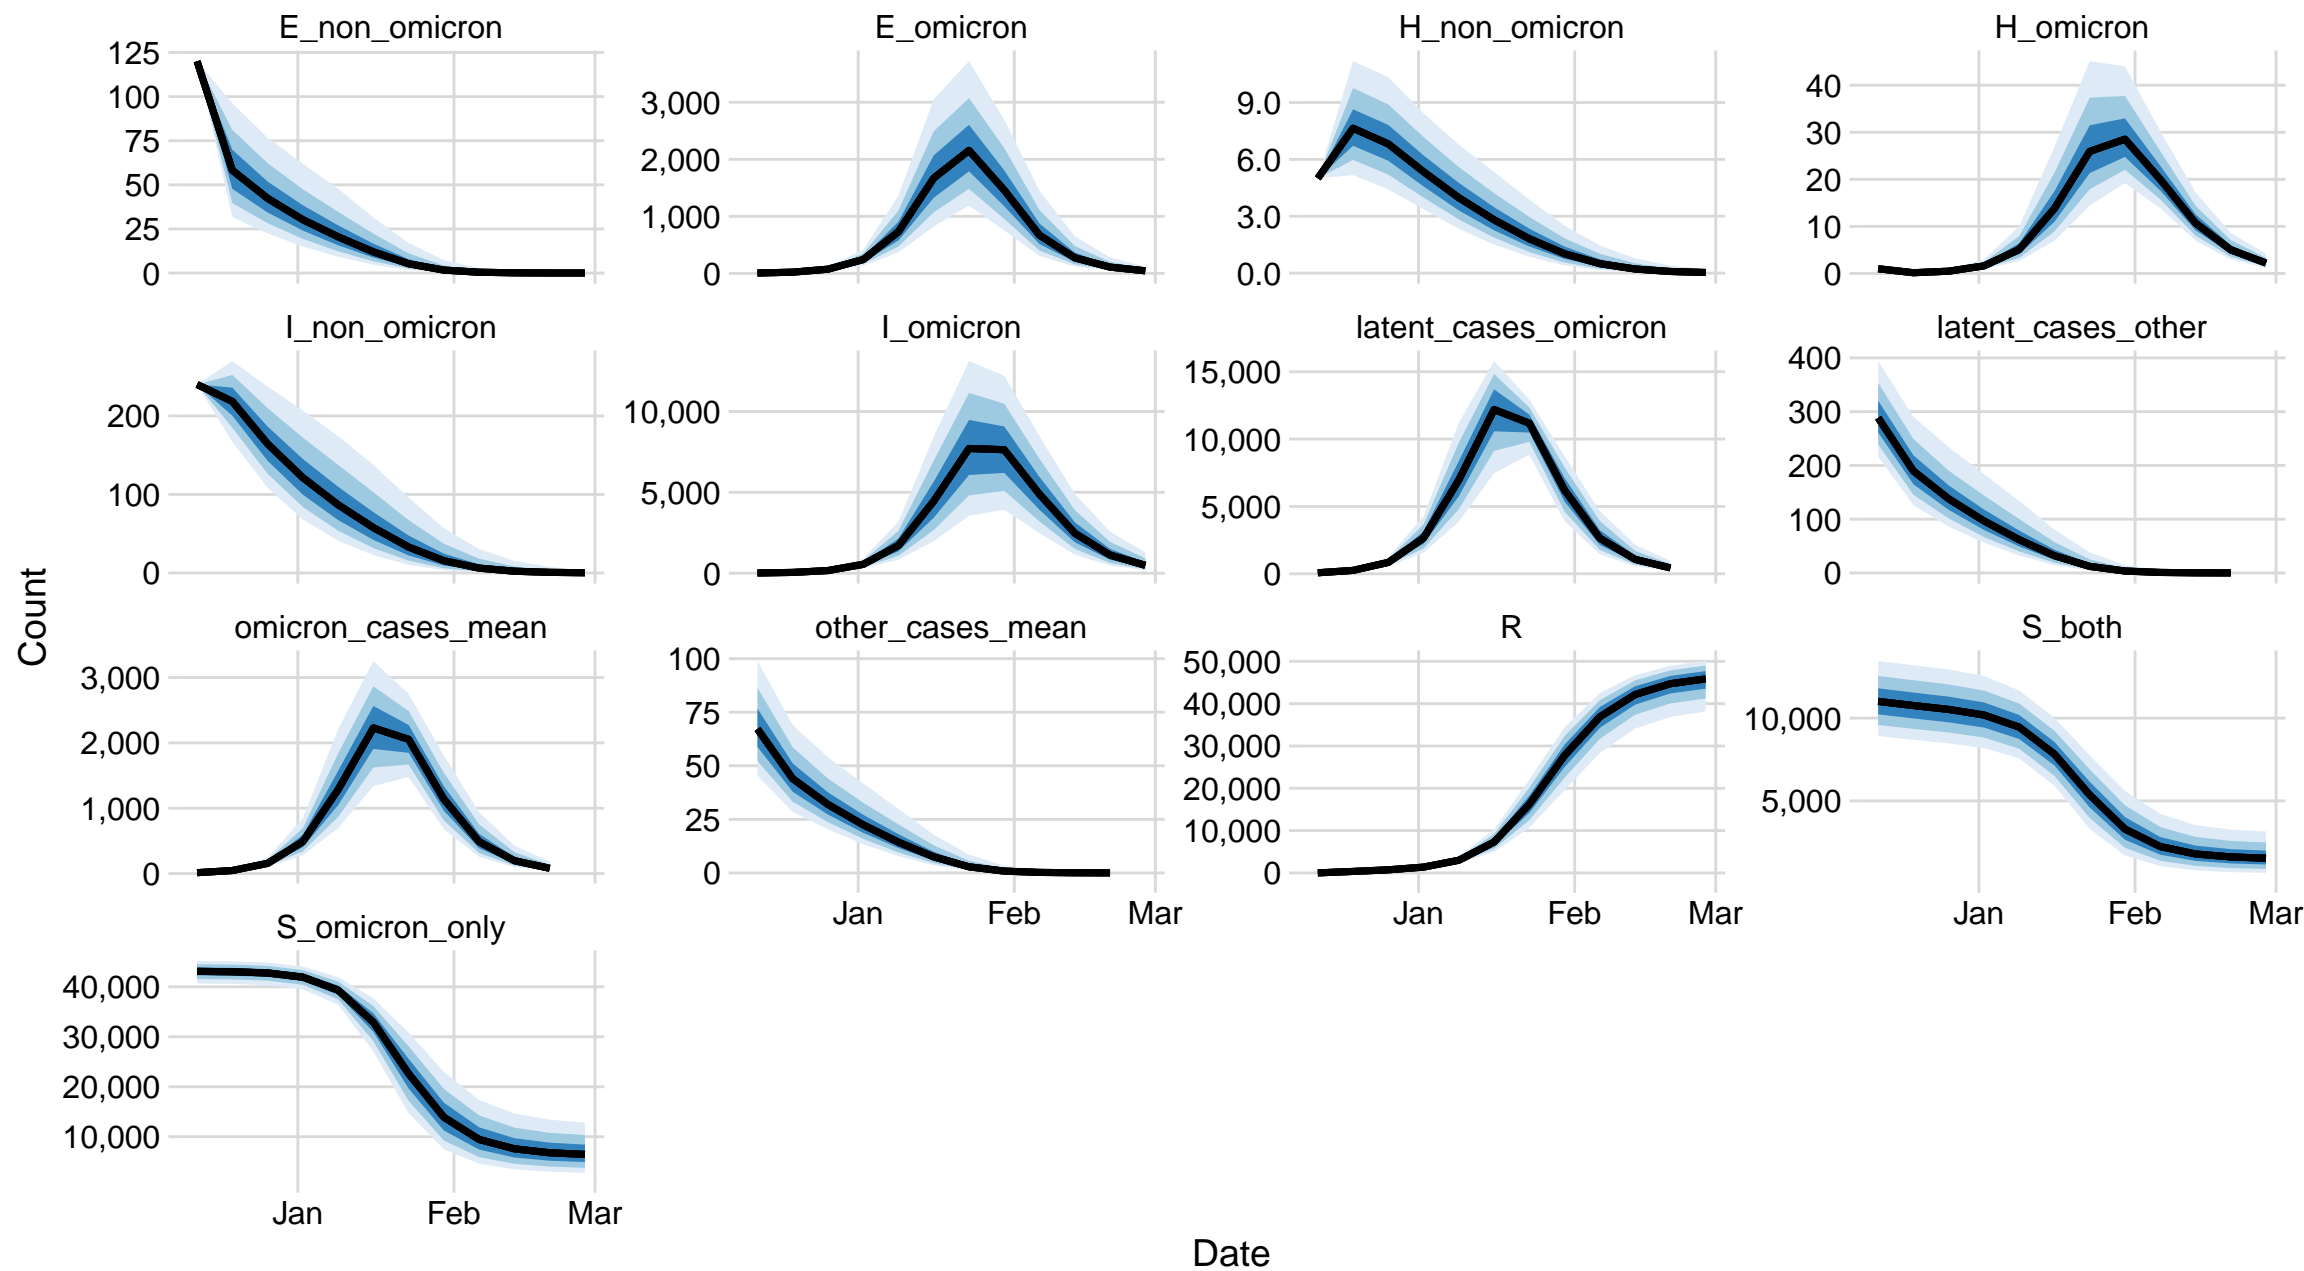 E_non_omicron
125
100
75
50
25
0
E_omicron
3,000
2,000
1,000
0
H_non_omicron
9.0
6.0
3.0
0.0
H_omicron
40
30
20
10
0
I_non_omicron
200
100
0
I_omicron
10,000
5,000
0
latent_cases_omicron
15,000
10,000
5,000
0
latent_cases_other
400
300
200
100
0
omicron_cases_mean
3,000
2,000
1,000
0
other_cases_mean
100
75
50
25
0
Jan Feb Mar
R
50,000
40,000
30,000
20,000
10,000
0
Jan Feb Mar
S_both
10,000
5,000
Jan Feb Mar
S_omicron_only
40,000
30,000
20,000
10,000
Jan Feb Mar
Count
Date